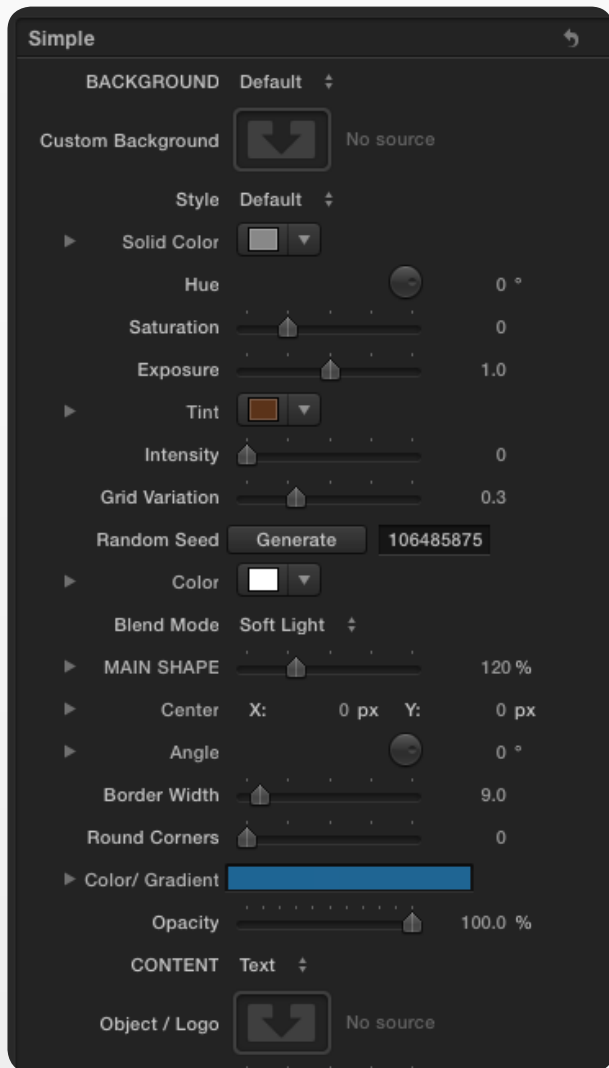 Simple
BACKGROUND Default
Custom Background No source
Style Default
Solid Color
Hue 0 °
Saturation 0
Exposure 1.0
Tint
Intensity 0
Grid Variation 0.3
Random Seed Generate 106485875
Color
Blend Mode Soft Light
MAIN SHAPE 120 %
Center X: 0 px Y: 0 px
Angle 0 °
Border Width 9.0
Round Corners 0
Color/ Gradient
Opacity 100.0 %
CONTENT Text
Object / Logo No source